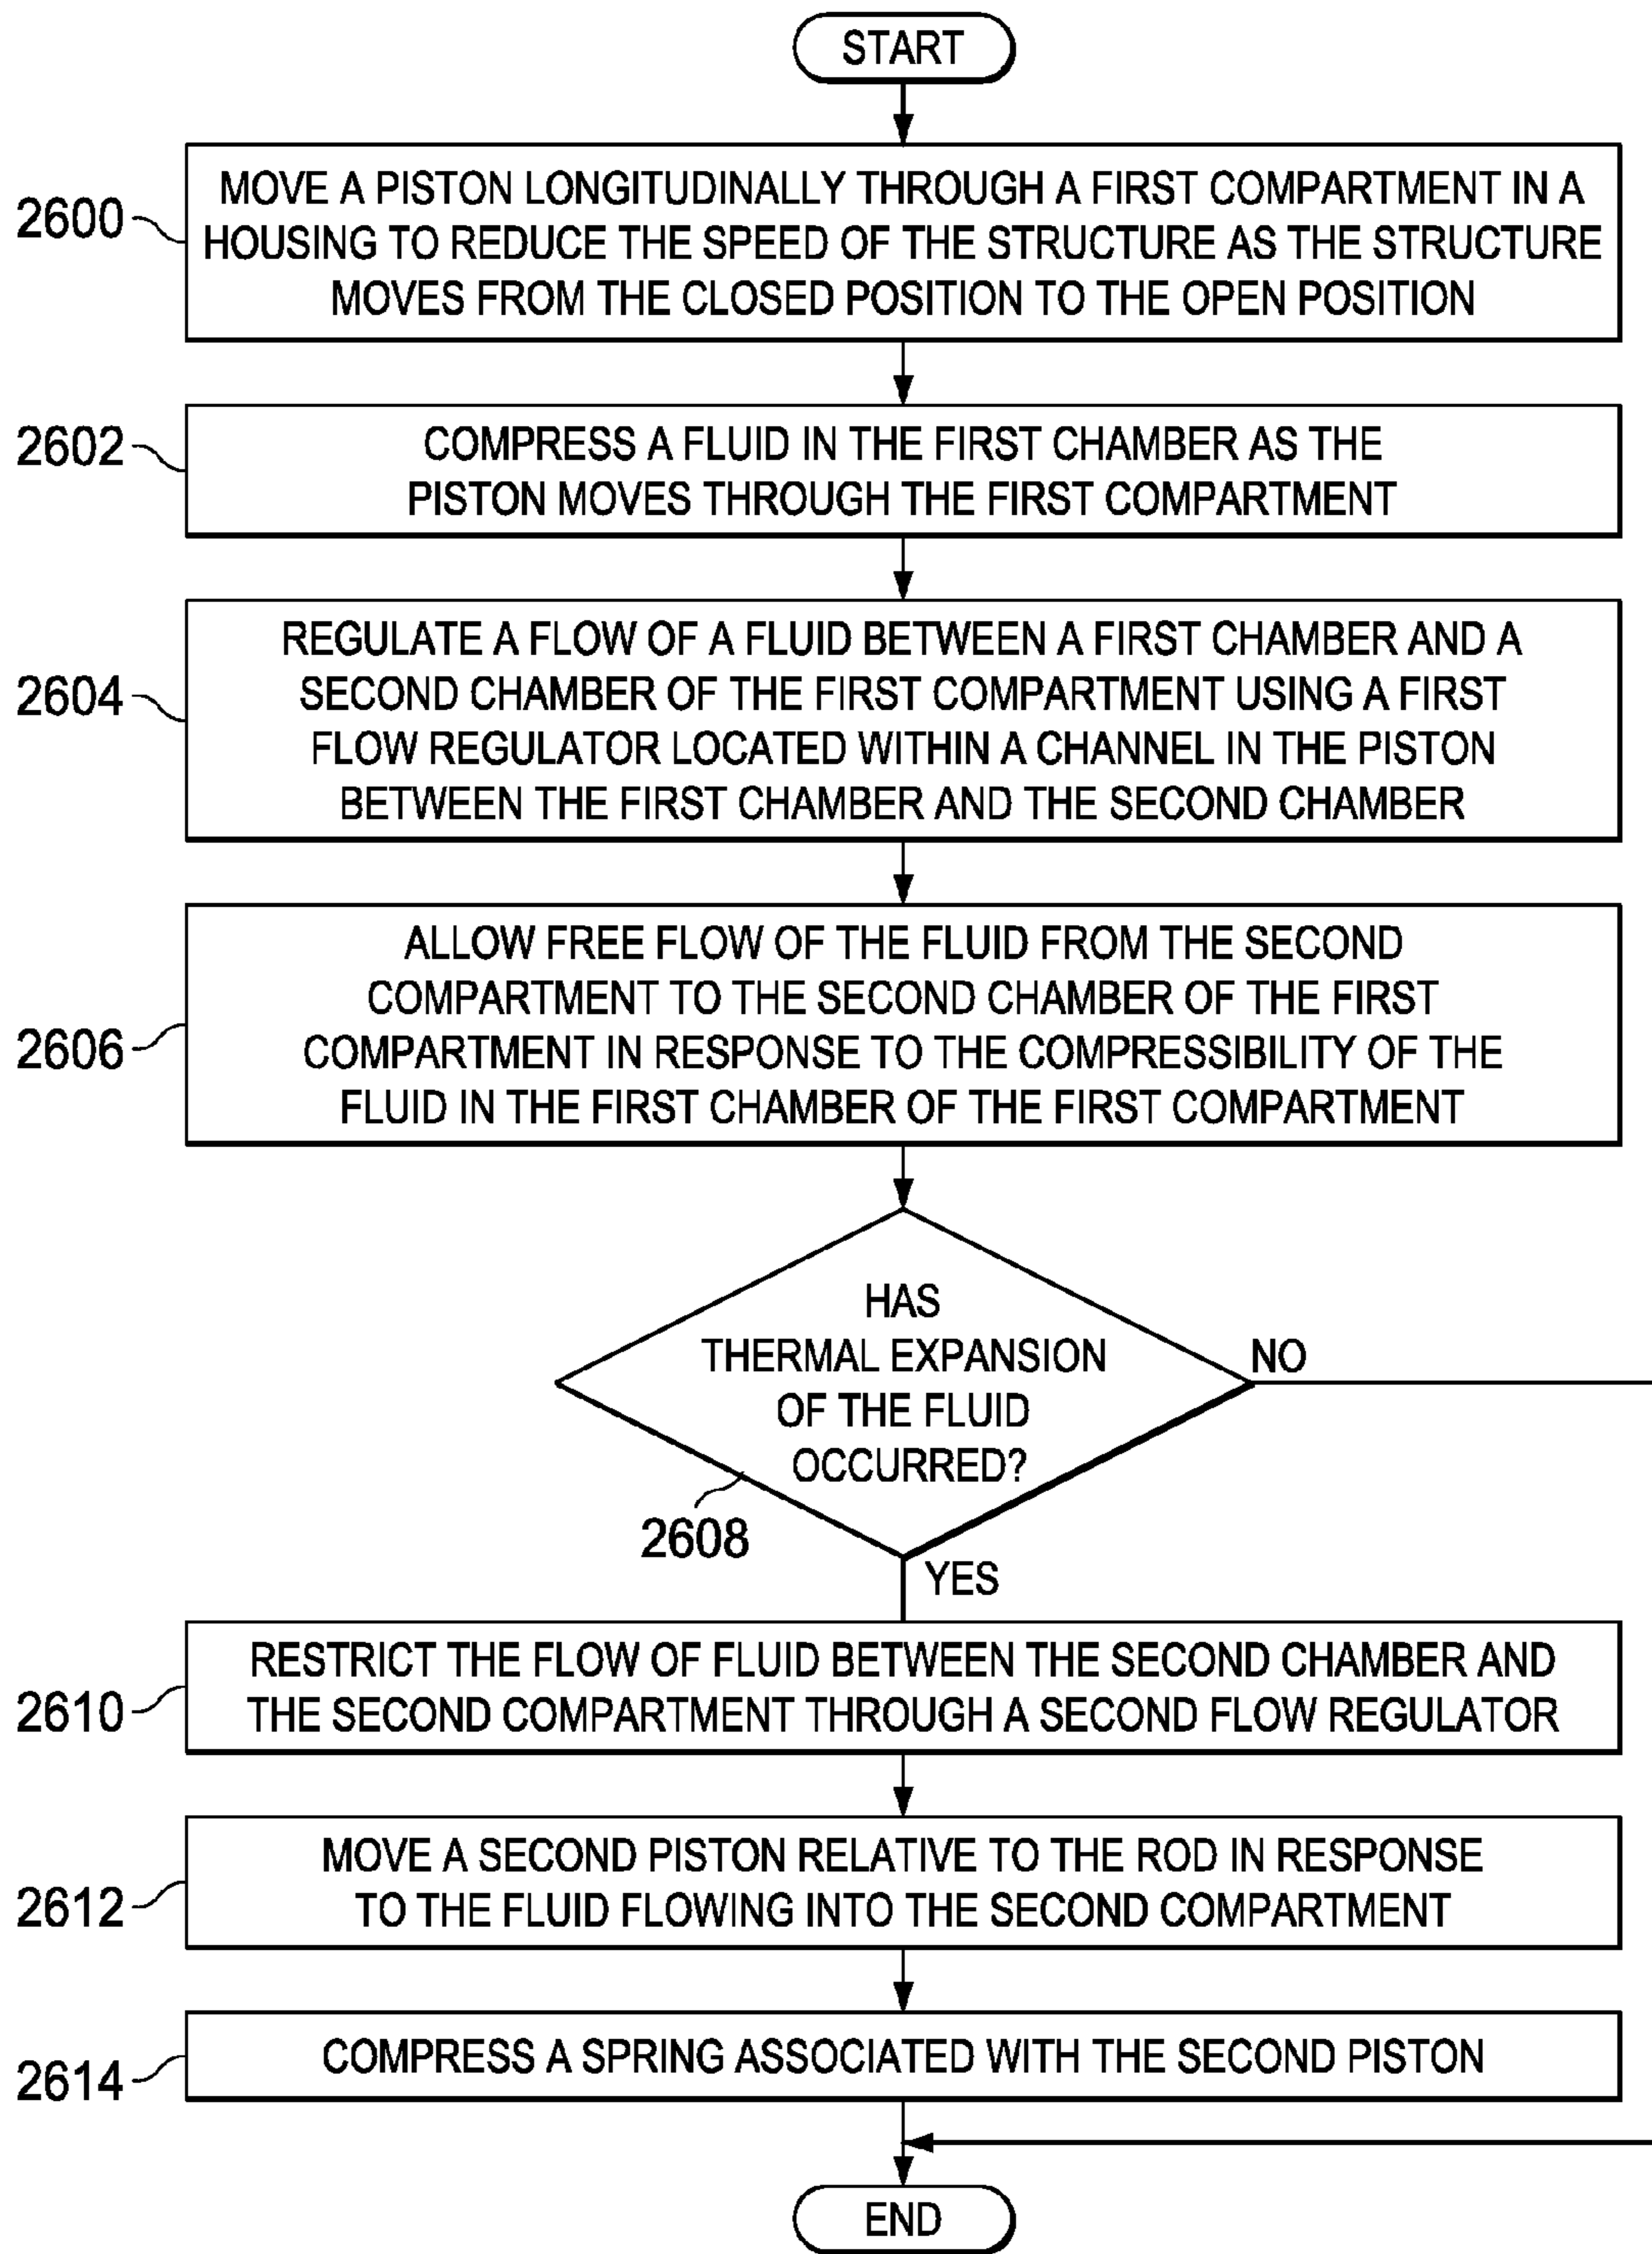 START
2600
MOVE A PISTON LONGITUDINALLY THROUGH A FIRST COMPARTMENT IN A
HOUSING TO REDUCE THE SPEED OF THE STRUCTURE AS THE STRUCTURE
MOVES FROM THE CLOSED POSITION TO THE OPEN POSITION
2602
COMPRESS A FLUID IN THE FIRST CHAMBER AS THE
PISTON MOVES THROUGH THE FIRST COMPARTMENT
2604
REGULATE A FLOW OF A FLUID BETWEEN A FIRST CHAMBER AND A
SECOND CHAMBER OF THE FIRST COMPARTMENT USING A FIRST
FLOW REGULATOR LOCATED WITHIN A CHANNEL IN THE PISTON
BETWEEN THE FIRST CHAMBER AND THE SECOND CHAMBER
2606
ALLOW FREE FLOW OF THE FLUID FROM THE SECOND
COMPARTMENT TO THE SECOND CHAMBER OF THE FIRST
COMPARTMENT IN RESPONSE TO THE COMPRESSIBILITY OF THE
FLUID IN THE FIRST CHAMBER OF THE FIRST COMPARTMENT
HAS
THERMAL EXPANSION
OF THE FLUID
OCCURRED?
NO
2608
YES
2610
RESTRICT THE FLOW OF FLUID BETWEEN THE SECOND CHAMBER AND
THE SECOND COMPARTMENT THROUGH A SECOND FLOW REGULATOR
2612
MOVE A SECOND PISTON RELATIVE TO THE ROD IN RESPONSE
TO THE FLUID FLOWING INTO THE SECOND COMPARTMENT
2614
COMPRESS A SPRING ASSOCIATED WITH THE SECOND PISTON
END